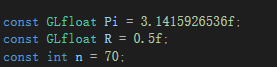 const GLfloat Pi = 3.1415926536f;
const GLfloat R = 0.5f;
const int n = 70;